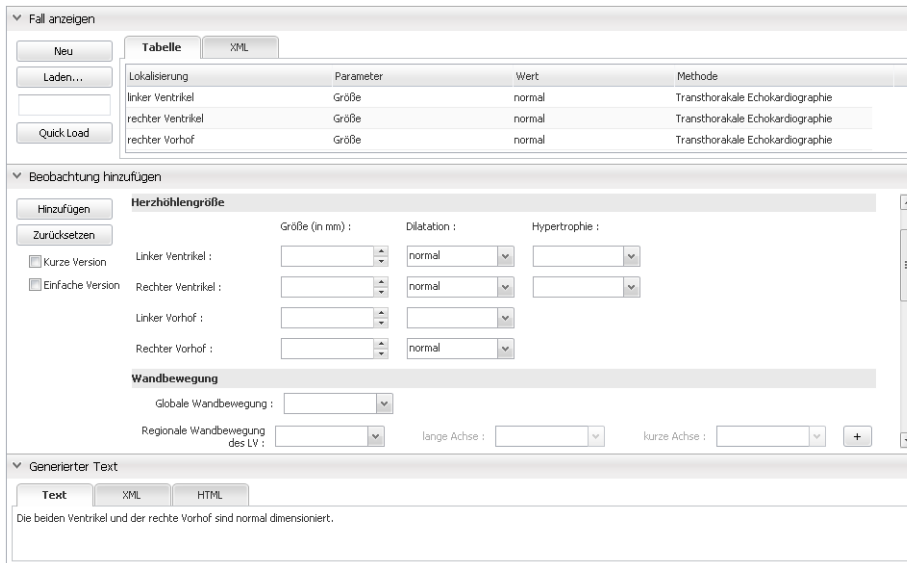 Fall anzeigen
Neu
Laden...
Quick Load
Tabelle XML
Lokalisierung Parameter Wert Methode
linker Ventrikel Größe normal Transthorakale Echokardiographie
rechter Ventrikel Größe normal Transthorakale Echokardiographie
rechter Vorhof Größe normal Transthorakale Echokardiographie
Beobachtung hinzufügen
Hinzufügen
Zurücksetzen
Kurze Version
Einfache Version
Herzhöhlengröße
Größe (in mm) : Dilatation : Hypertrophie :
Linker Ventrikel : normal
Rechter Ventrikel : normal
Linker Vorhof :
Rechter Vorhof : normal
Wandbewegung
Globale Wandbewegung :
Regionale Wandbewegung
des LV : lange Achse : kurze Achse : +
Generierter Text
Text XML HTML
Die beiden Ventrikel und der rechte Vorhof sind normal dimensioniert.